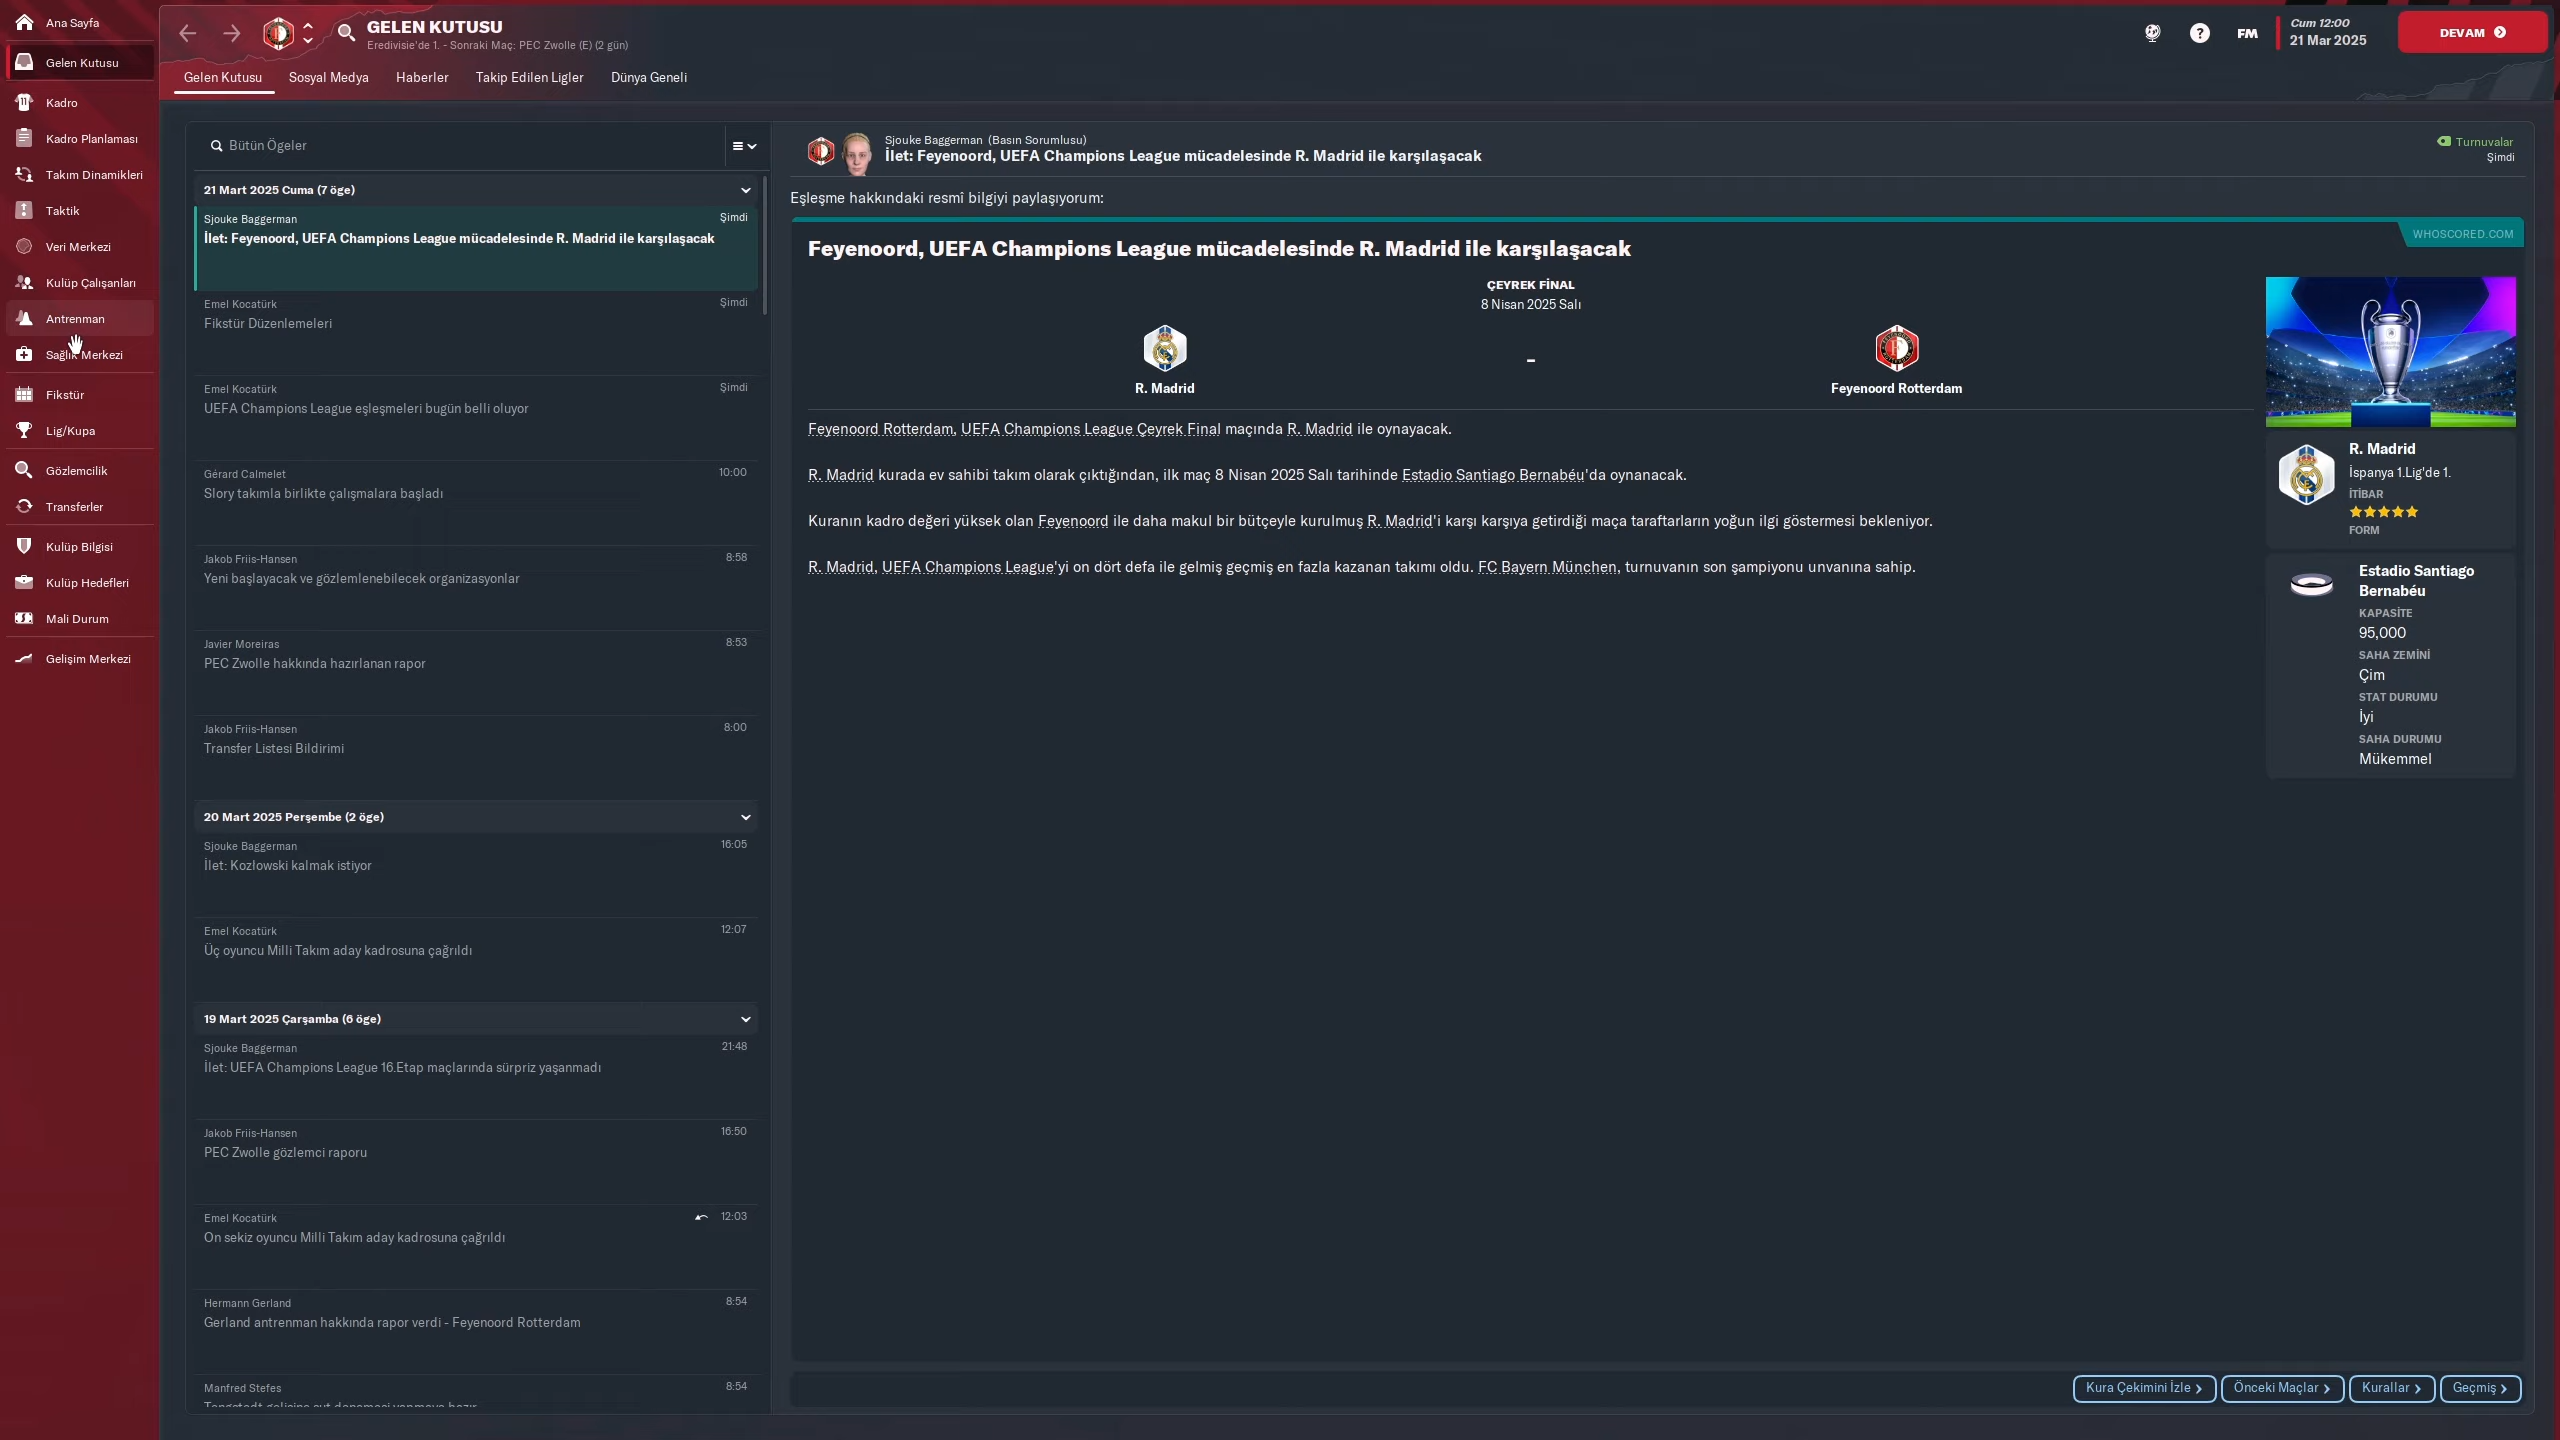 Ana Sayfa
Gelen Kutusu
Kadro
Kadro Planlaması
Takım Dinamikleri
Taktik
Veri Merkezi
Kulüp Çalışanları
Antrenman
Sağlık Merkezi
Fikstür
Lig/Kupa
Gözlemcilik
Transferler
Kulüp Bilgisi
Kulüp Hedefleri
Mali Durum
Gelişim Merkezi
GELEN KUTUSU
Eredivisie'de 1. - Sonraki Maç: PEC Zwolle (E) (2 gün)
FM
Cum 12:00
21 Mar 2025
DEVAM
Gelen Kutusu
Sosyal Medya
Haberler
Takip Edilen Ligler
Dünya Geneli
Bütün Ögeler
21 Mart 2025 Cuma (7 öge)
Sjouke Baggerman
Şimdi
İlet: Feyenoord, UEFA Champions League mücadelesinde R. Madrid ile karşılaşacak
Emel Kocatürk
Şimdi
Fikstür Düzenlemeleri
Emel Kocatürk
Şimdi
UEFA Champions League eşleşmeleri bugün belli oluyor
Gérard Calmelet
10:00
Slory takımla birlikte çalışmalara başladı
Jakob Friis-Hansen
8:58
Yeni başlayacak ve gözlemlenebilecek organizasyonlar
Javier Moreiras
8:53
PEC Zwolle hakkında hazırlanan rapor
Jakob Friis-Hansen
8:00
Transfer Listesi Bildirimi
20 Mart 2025 Perşembe (2 öge)
Sjouke Baggerman
16:05
İlet: Kozlowski kalmak istiyor
Emel Kocatürk
12:07
Üç oyuncu Milli Takım aday kadrosuna çağrıldı
19 Mart 2025 Çarşamba (6 öge)
Sjouke Baggerman
21:48
İlet: UEFA Champions League 16.Etap maçlarında sürpriz yaşanmadı
Jakob Friis-Hansen
16:50
PEC Zwolle gözlemci raporu
Emel Kocatürk
12:03
On sekiz oyuncu Milli Takım aday kadrosuna çağrıldı
Hermann Gerland
8:54
Gerland antrenman hakkında rapor verdi - Feyenoord Rotterdam
Manfred Stefes
8:54
Sjouke Baggerman (Basın Sorumlusu)
İlet: Feyenoord, UEFA Champions League mücadelesinde R. Madrid ile karşılaşacak
Turnuvalar
Şimdi
Eşleşme hakkındaki resmî bilgiyi paylaşıyorum:
WHOSCORED.COM
Feyenoord, UEFA Champions League mücadelesinde R. Madrid ile karşılaşacak
ÇEYREK FİNAL
8 Nisan 2025 Salı
R. Madrid
-
Feyenoord Rotterdam
Feyenoord Rotterdam, UEFA Champions League Çeyrek Final maçında R. Madrid ile oynayacak.
R. Madrid kurada ev sahibi takım olarak çıktığından, ilk maç 8 Nisan 2025 Salı tarihinde Estadio Santiago Bernabéu'da oynanacak.
Kuranın kadro değeri yüksek olan Feyenoord ile daha makul bir bütçeyle kurulmuş R. Madrid'i karşı karşıya getirdiği maça taraftarların yoğun ilgi göstermesi bekleniyor.
R. Madrid, UEFA Champions League'yi on dört defa ile gelmiş geçmiş en fazla kazanan takımı oldu. FC Bayern München, turnuvanın son şampiyonu unvanına sahip.
R. Madrid
İspanya 1.Lig'de 1.
İTİBAR
FORM
Estadio Santiago
Bernabéu
KAPASİTE
95,000
SAHA ZEMİNİ
Çim
STAT DURUMU
İyi
SAHA DURUMU
Mükemmel
Kura Çekimini İzle
Önceki Maçlar
Kurallar
Geçmiş